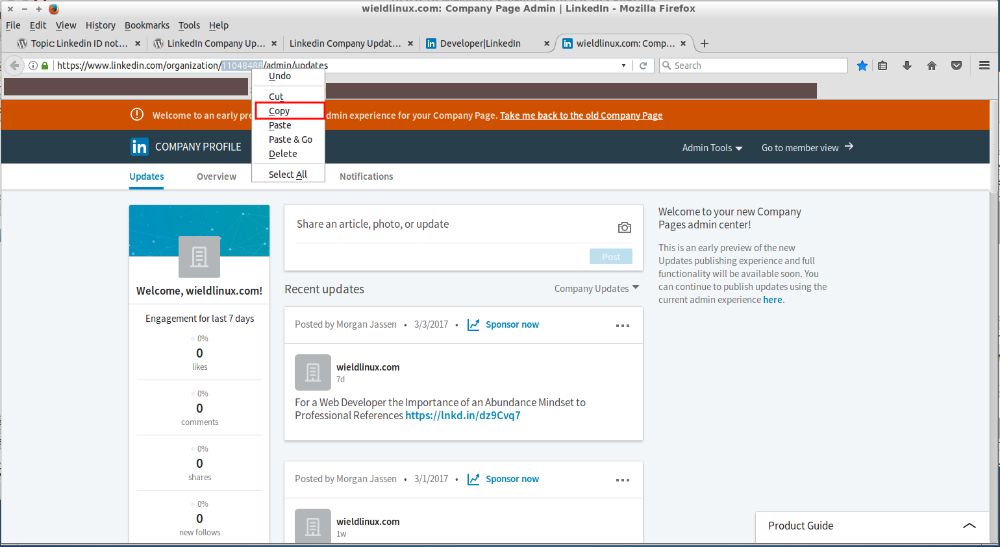 wieldlinux.com: Company Page Admin | LinkedIn - Mozilla Firefox
File Edit View History Bookmarks Tools Help
Topic: Linkedin ID not... LinkedIn Company Up... Linkedin Company Updat... Developer|LinkedIn wieldlinux.com: Comp...
https://www.linkedin.com/organization/11048488/admin/updates Search
Undo
Cut
Copy
Paste
Paste & Go
Delete
Select All
Welcome to an early pre admin experience for your Company Page. Take me back to the old Company Page
in COMPANY PROFILE Admin Tools Go to member view
Updates Overview Notifications
Share an article, photo, or update
Post
Welcome to your new Company
Pages admin center!
This is an early preview of the new
Updates publishing experience and full
functionality will be available soon. You
can continue to publish updates using the
current admin experience here.
Welcome, wieldlinux.com!
Engagement for last 7 days
0%
0
likes
0%
0
comments
0%
0
shares
0%
0
new follows
Recent updates Company Updates
Posted by Morgan Jassen • 3/3/2017 • Sponsor now
wieldlinux.com
7d
For a Web Developer the Importance of an Abundance Mindset to
Professional References https://lnkd.in/dz9Cvq7
Posted by Morgan Jassen • 3/1/2017 • Sponsor now
wieldlinux.com
1w
Product Guide